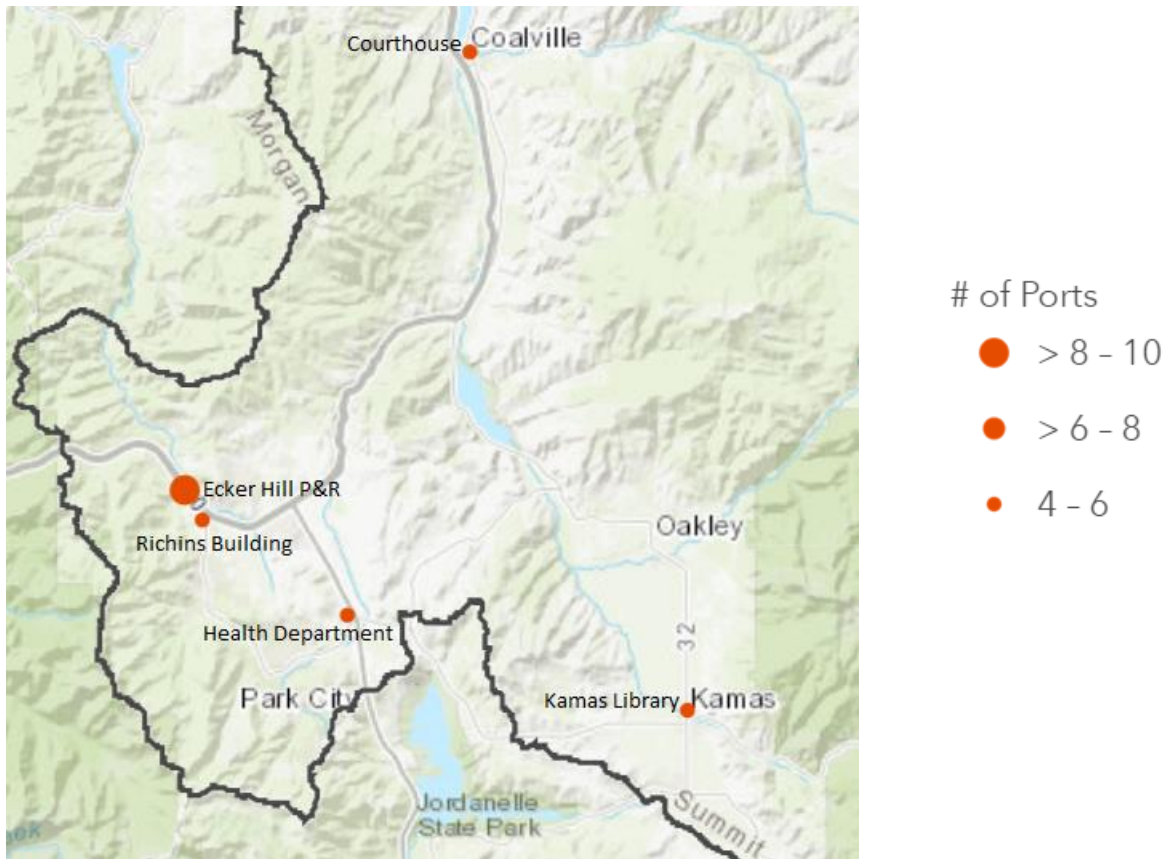 Courthouse
Coalville
Morgan
Ecker Hill P&R
Richins Building
Oakley
Health Department
32
Park City
Kamas Library
Kamas
Jordanelle
State Park
Summit
# of Ports
> 8 - 10
> 6 - 8
4 - 6